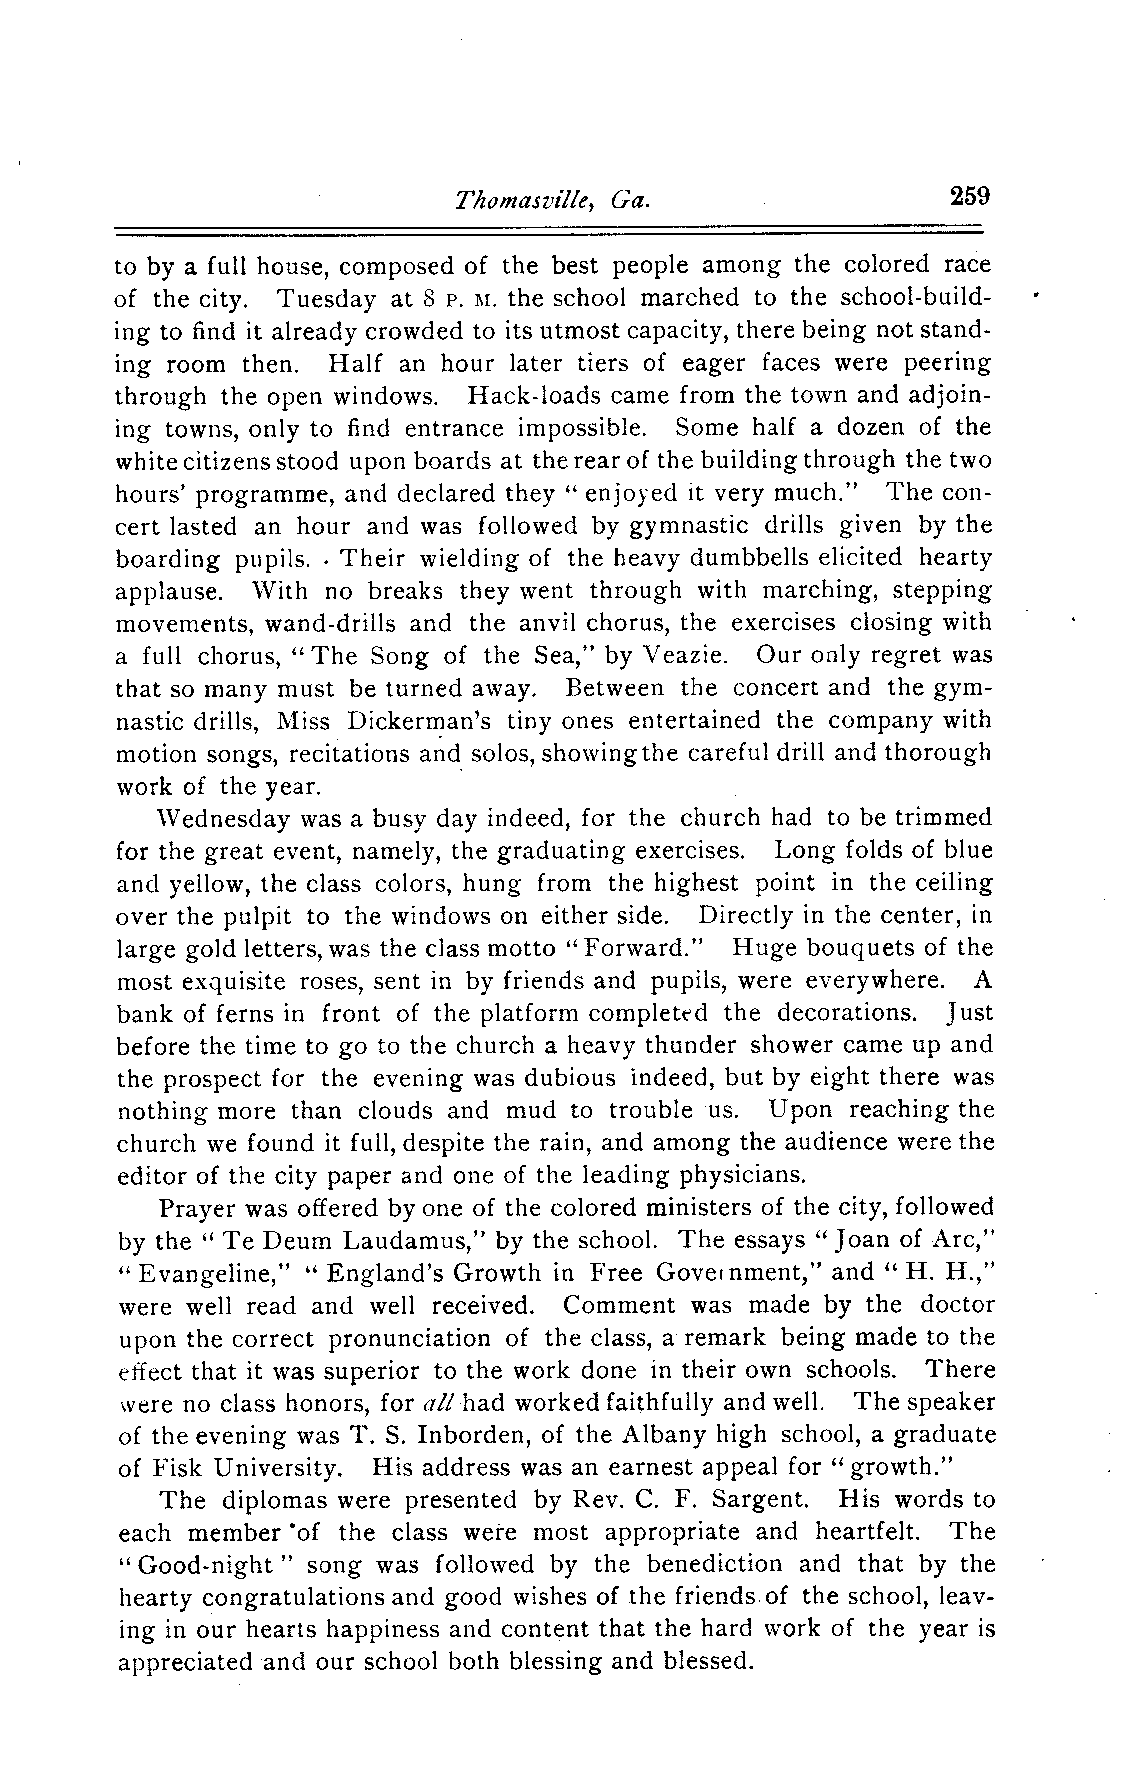 Thomasville, Ga. 259
to by a full house, composed of the best people among the colored race
of the city. Tuesday at 8 P. M. the school marched to the school-build-
ing to find it already crowded to its utmost capacity, there being not stand-
ing room then. Half an hour later tiers of eager faces were peering
through the open windows. Hack-loads came from the town and adjoin-
ing towns, only to find entrance impossible. Some half a dozen of the
white citizens stood upon boards at the rear of the building through the two
hours' programme, and declared they "enjoyed it very much." The con-
cert lasted an hour and was followed by gymnastic drills given by the
boarding pupils. Their wielding of the heavy dumbbells elicited hearty
applause. With no breaks they went through with marching, stepping
movements, wand-drills and the anvil chorus, the exercises closing with
a full chorus, "The Song of the Sea," by Veazie. Our only regret was
that so many must be turned away. Between the concert and the gym-
nastic drills, Miss Dickerman's tiny ones entertained the company with
motion songs, recitations and solos, showing the careful drill and thorough
work of the year.
Wednesday was a busy day indeed, for the church had to be trimmed
for the great event, namely, the graduating exercises. Long folds of blue
and yellow, the class colors, hung from the highest point in the ceiling
over the pulpit to the windows on either side. Directly in the center, in
large gold letters, was the class motto "Forward." Huge bouquets of the
most exquisite roses, sent in by friends and pupils, were everywhere. A
bank of ferns in front of the platform completed the decorations. Just
before the time to go to the church a heavy thunder shower came up and
the prospect for the evening was dubious indeed, but by eight there was
nothing more than clouds and mud to trouble us. Upon reaching the
church we found it full, despite the rain, and among the audience were the
editor of the city paper and one of the leading physicians.
Prayer was offered by one of the colored ministers of the city, followed
by the "Te Deum Laudamus," by the school. The essays "Joan of Arc,"
"Evangeline," "England's Growth in Free Government," and "H. H.,"
were well read and well received. Comment was made by the doctor
upon the correct pronunciation of the class, a remark being made to the
effect that it was superior to the work done in their own schools. There
were no class honors, for all had worked faithfully and well. The speaker
of the evening was T. S. Inborden, of the Albany high school, a graduate
of Fisk University. His address was an earnest appeal for "growth."
The diplomas were presented by Rev. C. F. Sargent. His words to
each member of the class were most appropriate and heartfelt. The
"Good-night" song was followed by the benediction and that by the
hearty congratulations and good wishes of the friends of the school, leav-
ing in our hearts happiness and content that the hard work of the year is
appreciated and our school both blessing and blessed.